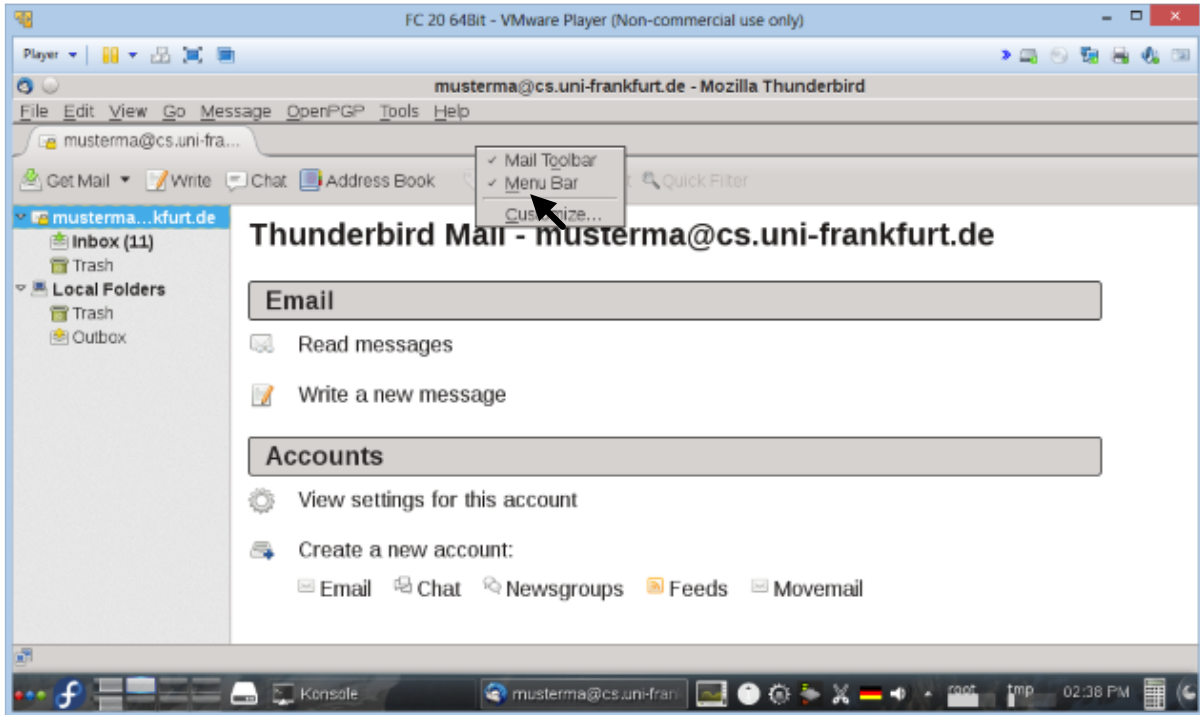 FC 20 64Bit - VMware Player (Non-commercial use only)
Player
musterma@cs.uni-frankfurt.de - Mozilla Thunderbird
File Edit View Go Message OpenPGP Tools Help
musterma@cs.uni-fra...
Mail Toolbar
Menu Bar
Customize...
Get Mail Write Chat Address Book Quick Filter
musterma...kfurt.de
Inbox (11)
Trash
Local Folders
Trash
Outbox
Thunderbird Mail - musterma@cs.uni-frankfurt.de
Email
Read messages
Write a new message
Accounts
View settings for this account
Create a new account:
Email Chat Newsgroups Feeds Movemail
Konsole musterma@cs.uni-fran root tmp 02:38 PM